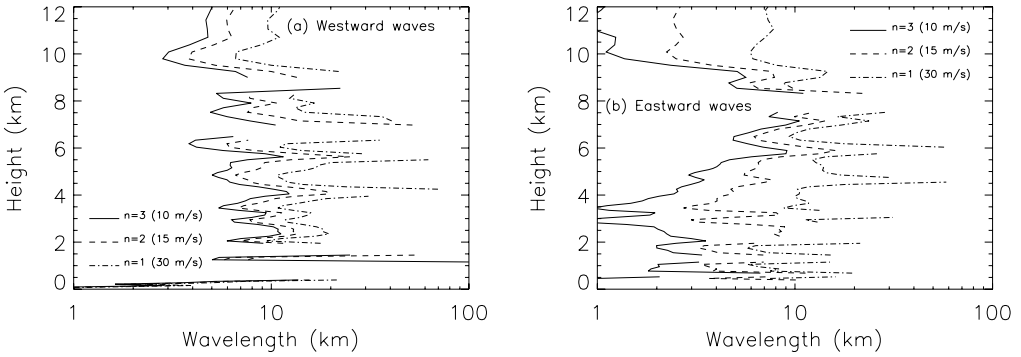 12
10
8
6
4
2
0
Height (km)
(a) Westward waves
n=3 (10 m/s)
n=2 (15 m/s)
n=1 (30 m/s)
1
10
100
Wavelength (km)
12
10
8
6
4
2
0
Height (km)
n=3 (10 m/s)
n=2 (15 m/s)
n=1 (30 m/s)
(b) Eastward waves
1
10
100
Wavelength (km)